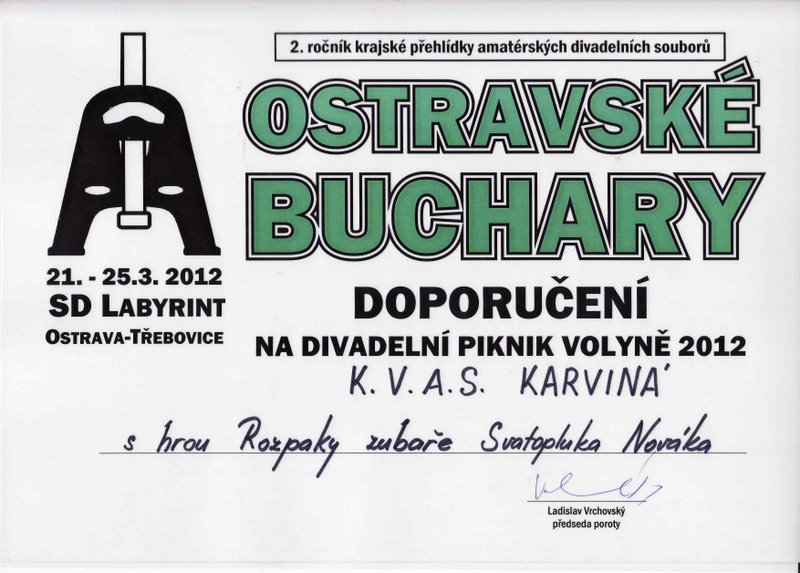 2. ročník krajské přehlídky amatérských divadelních souborů
OSTRAVSKÉ
BUCHARY
21. - 25.3. 2012
SD LABYRINT
OSTRAVA-TŘEBOVICE
DOPORUČENÍ
NA DIVADELNÍ PIKNIK VOLYNĚ 2012
K.V.A.S. KARVINÁ
s hrou Rozpaky zubaře Svatopluka Nováka
Ladislav Vrchovský
předseda poroty